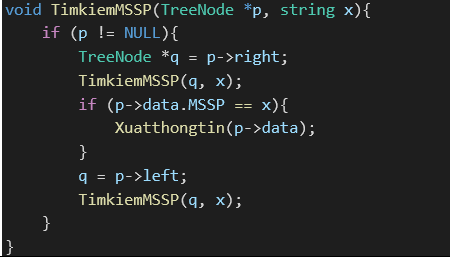 void TimkiemMSSP(TreeNode *p, string x){
    if (p != NULL){
        TreeNode *q = p->right;
        TimkiemMSSP(q, x);
        if (p->data.MSSP == x){
            Xuatthongtin(p->data);
        }
        q = p->left;
        TimkiemMSSP(q, x);
    }
}